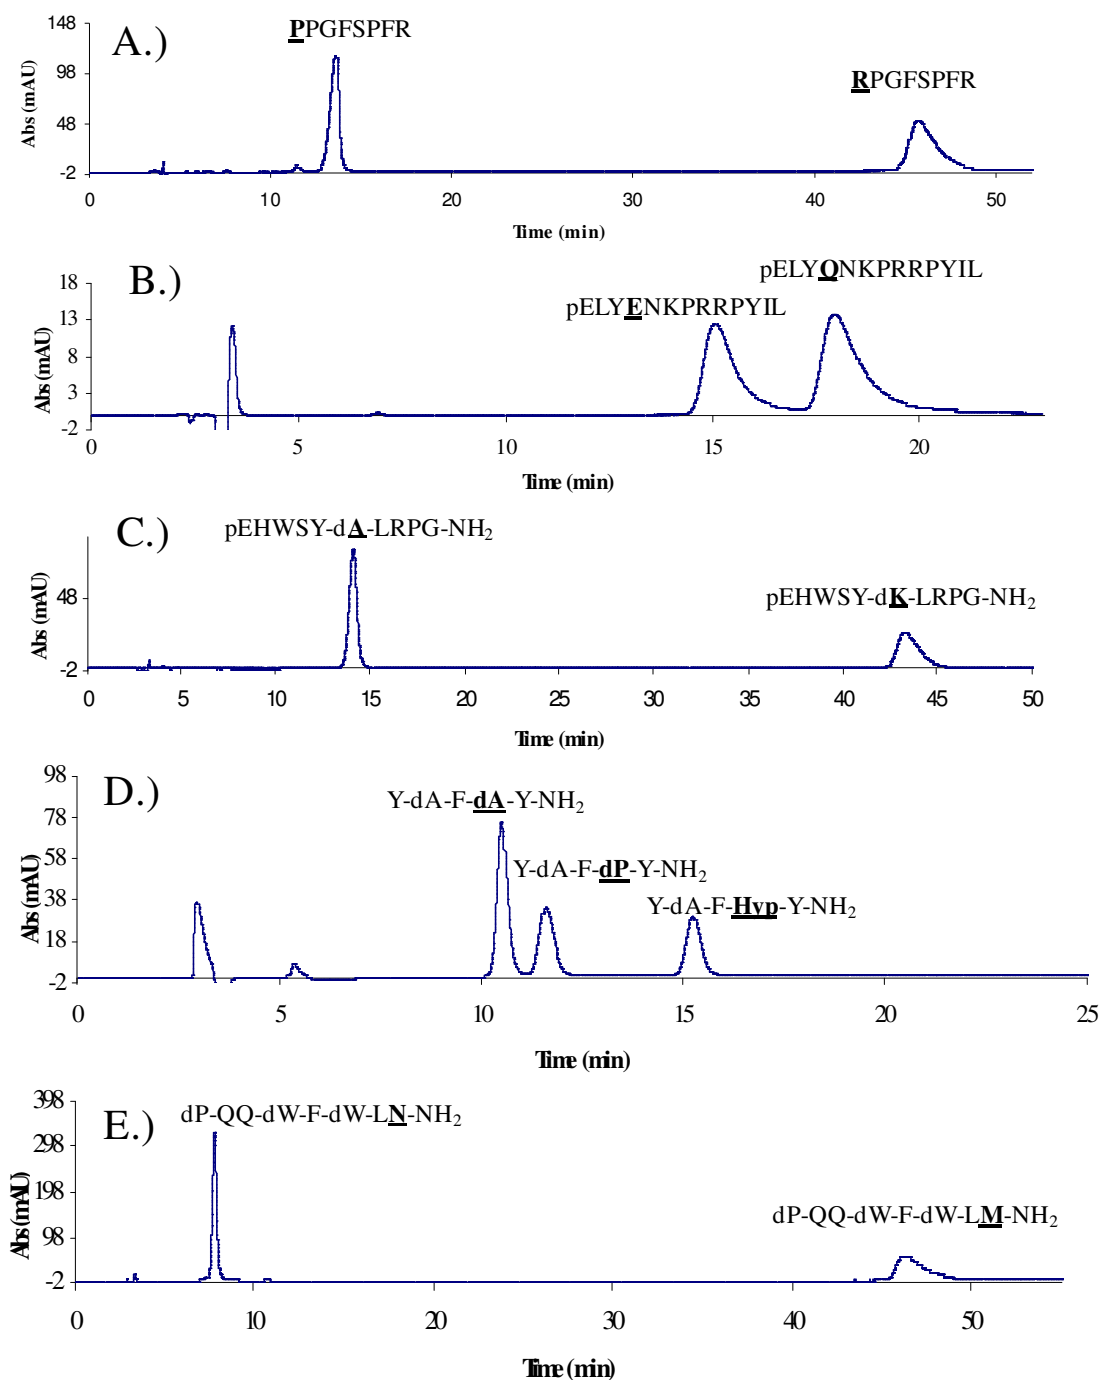 A.)
PPGFSPFR
RPGFSPFR
148
98
48
-2
Abs (mAU)
0 10 20 30 40 50
Time (min)
B.)
pELYQNKPRRPYIL
pELYENKPRRPYIL
18
13
8
3
-2
Abs (mAU)
0 5 10 15 20
Time (min)
C.)
pEHWSY-dA-LRPG-NH2
pEHWSY-dK-LRPG-NH2
48
-2
Abs (mAU)
0 5 10 15 20 25 30 35 40 45 50
Time (min)
D.)
Y-dA-F-dA-Y-NH2
Y-dA-F-dP-Y-NH2
Y-dA-F-Hyp-Y-NH2
98
78
58
38
18
-2
Abs (mAU)
0 5 10 15 20 25
Time (min)
E.)
dP-QQ-dW-F-dW-LN-NH2
dP-QQ-dW-F-dW-LM-NH2
398
298
198
98
-2
Abs (mAU)
0 10 20 30 40 50
Time (min)